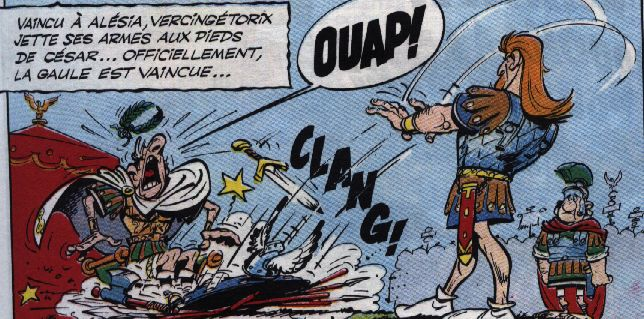 VAINCU À ALÉSIA, VERCINGÉTORIX
JETTE SES ARMES AUX PIEDS
DE CÉSAR... OFFICIELLEMENT,
LA GAULE EST VAINCUE...
OUAP!
CLANG!